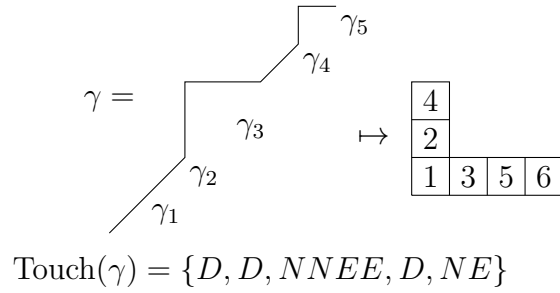 γ₅
γ₄
γ =
γ₃
↦
4
2
1 3 5 6
γ₂
γ₁
Touch(γ) = {D, D, NNEE, D, NE}